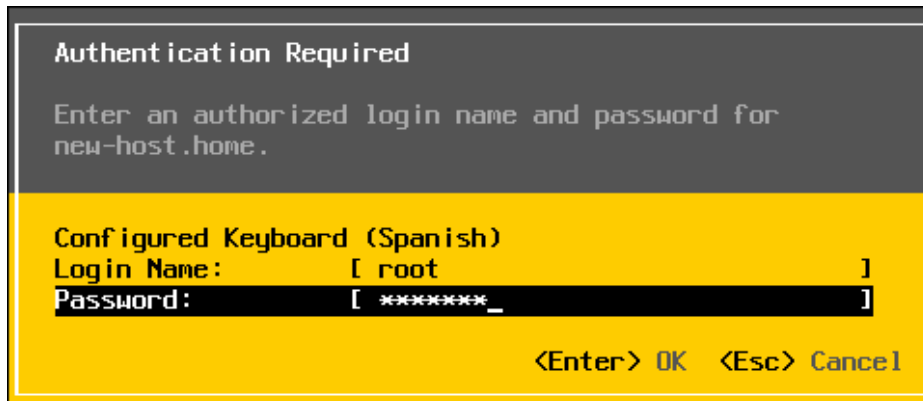 Authentication Required
Enter an authorized login name and password for
new-host.home.
Configured Keyboard (Spanish)
Login Name: [ root ]
Password: [ *******_ ]
<Enter> OK <Esc> Cancel